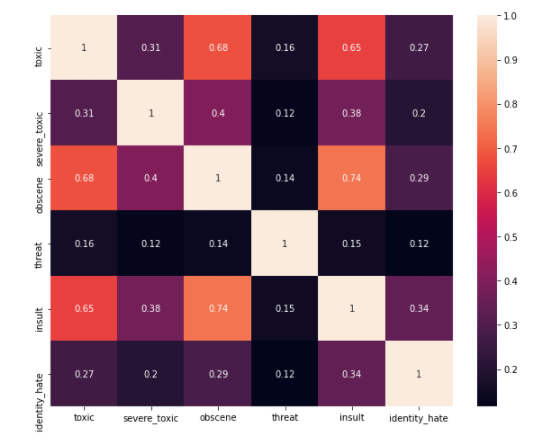 toxic 1 0.31 0.68 0.16 0.65 0.27
severe_toxic 0.31 1 0.4 0.12 0.38 0.2
obscene 0.68 0.4 1 0.14 0.74 0.29
threat 0.16 0.12 0.14 1 0.15 0.12
insult 0.65 0.38 0.74 0.15 1 0.34
identity_hate 0.27 0.2 0.29 0.12 0.34 1
toxic severe_toxic obscene threat insult identity_hate
1.0
0.9
0.8
0.7
0.6
0.5
0.4
0.3
0.2